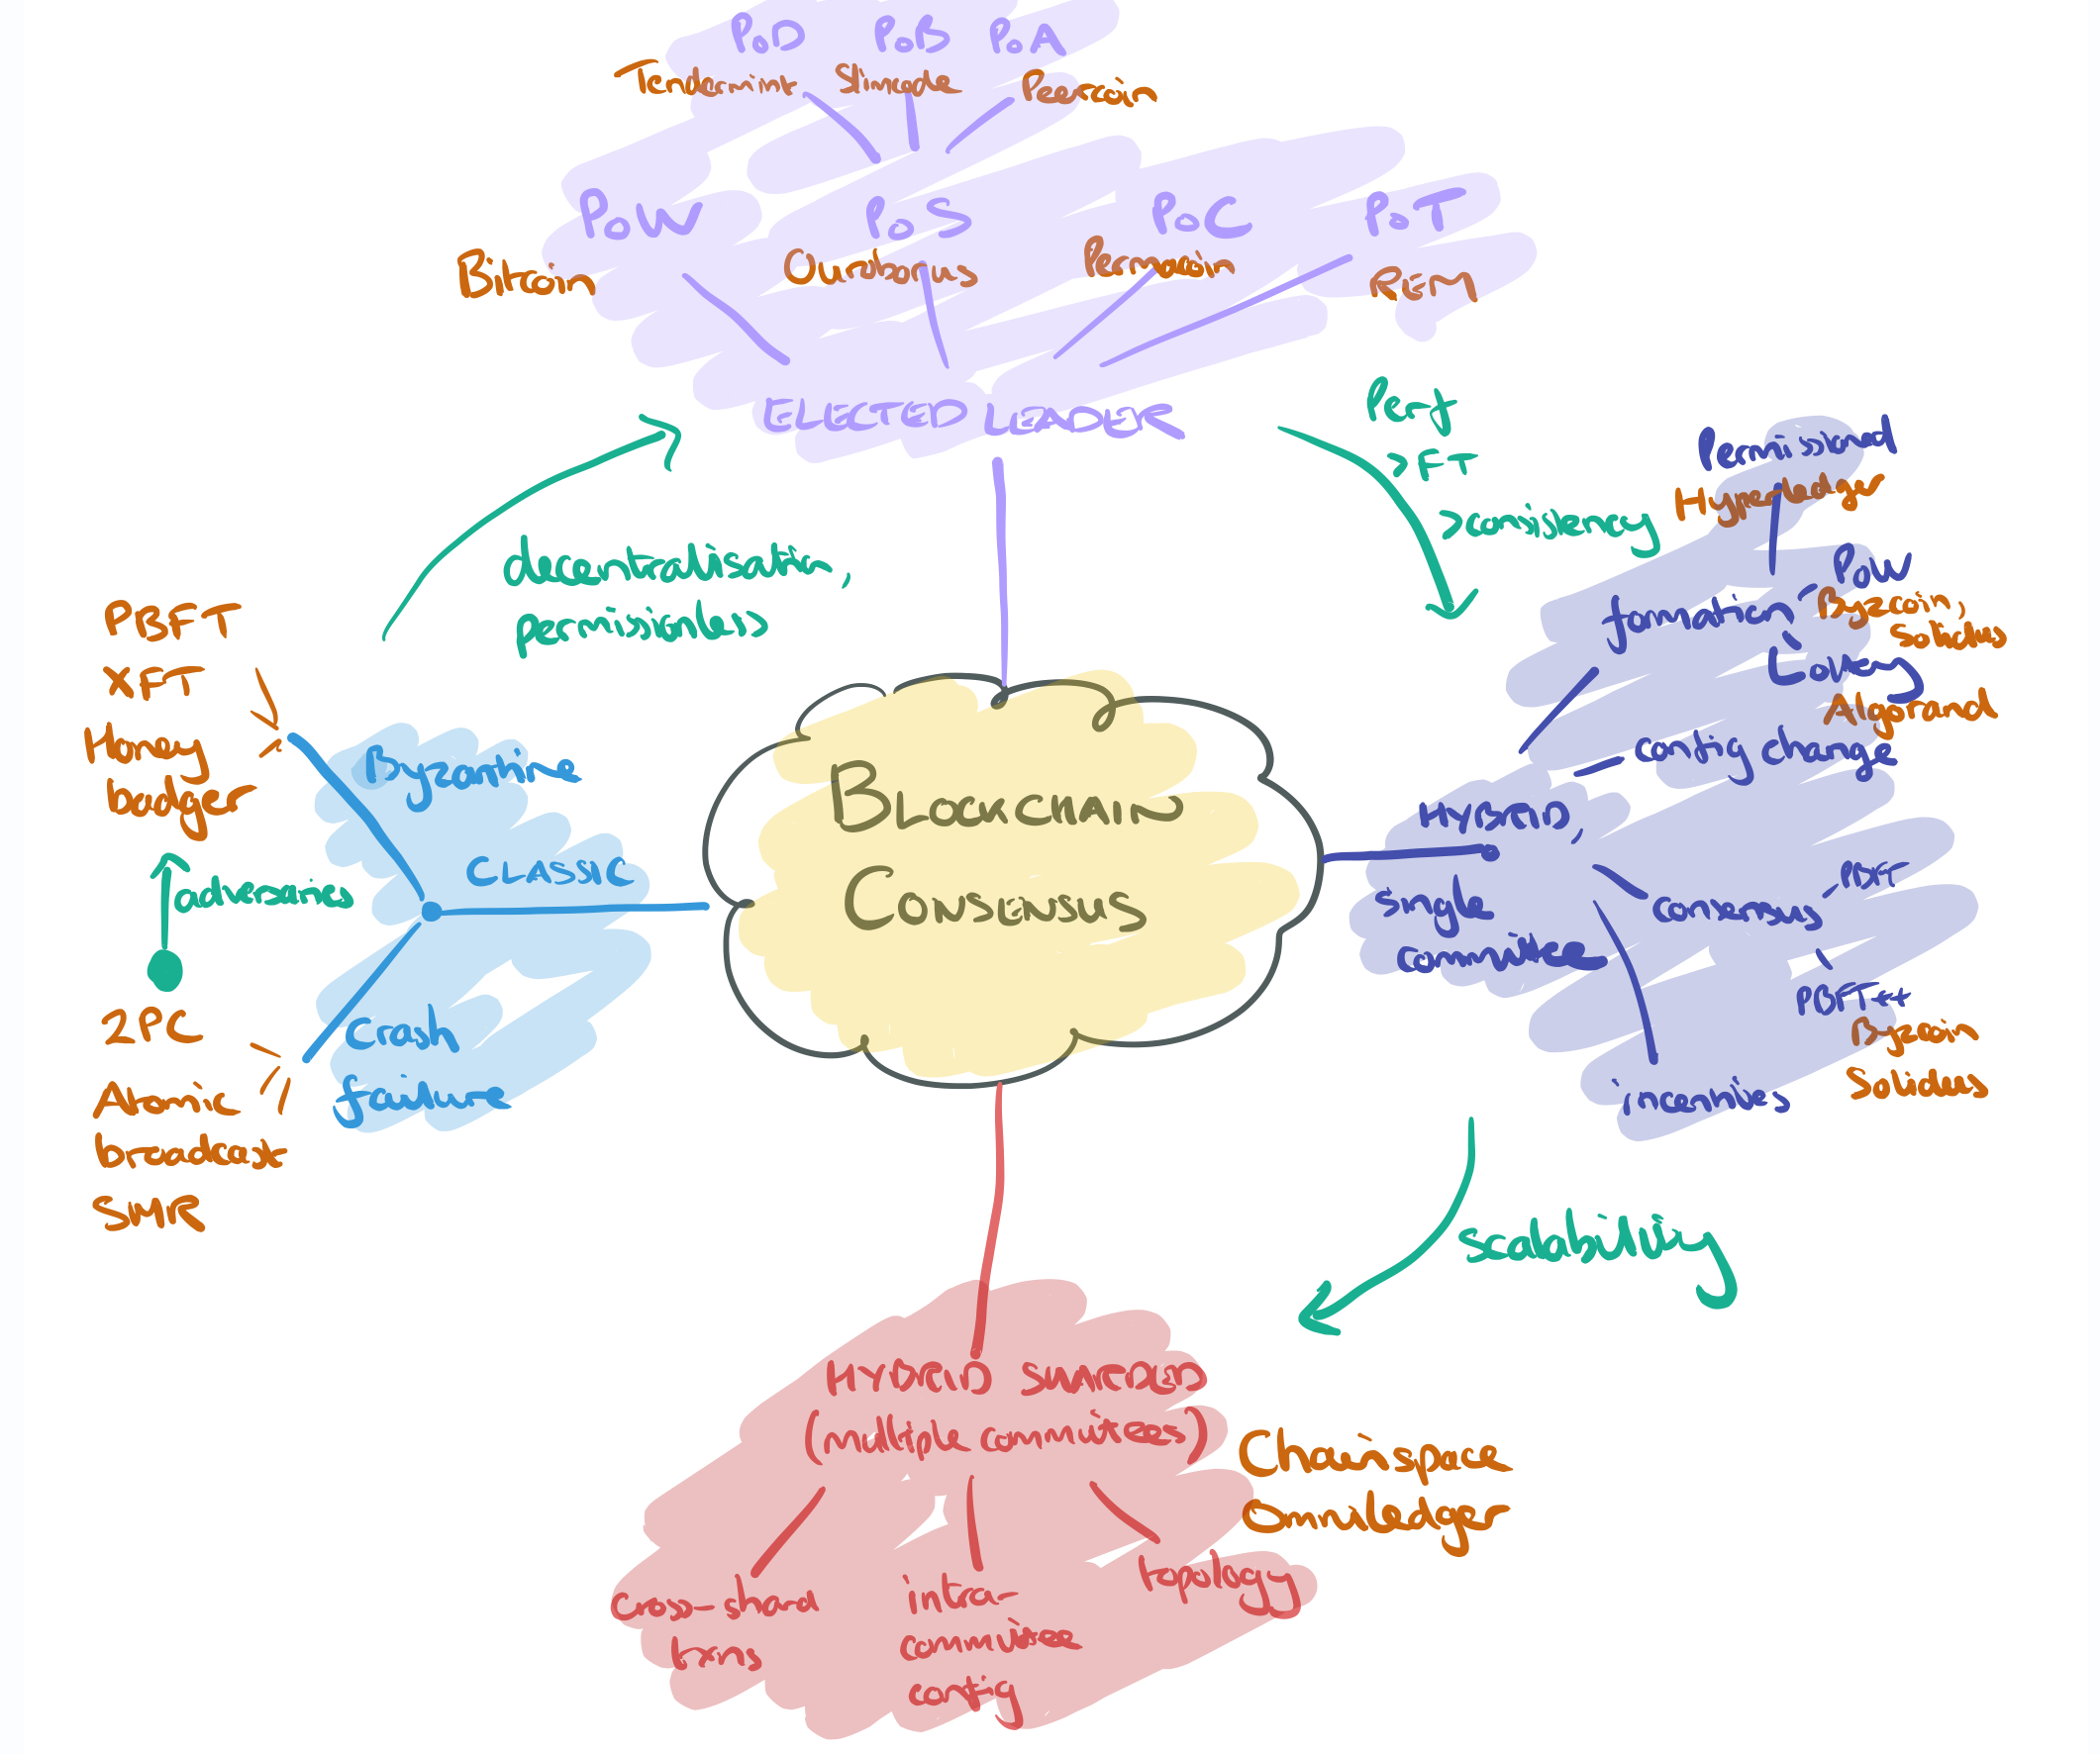 PoD PoB PoA
Tendermint Slimcoin Peercoin
PoW PoS PoC PoT
Bitcoin Ouroboros Permacoin
ELECTED LEADER
Perf
> FT
> consistency
decentralisation,
permissionless
Permissioned
Hyperledger
PoW
formation
Byzcoin,
Solidus
Lottery
Algorand
config change
PBFT
XFT
Honey
badger
Byzantine
CLASSIC
adversaries
2PC
Atomic
broadcast
SMR
Crash
failure
BLOCKCHAIN
CONSENSUS
HYBRID,
single
committee
consensus
PBFT
PBFT++
Byzcoin
Solidus
incentives
scalability
HYBRID SHARDED
(multiple committees)
Chainspace
Omniledger
cross-shard
txns
intra-
committee
config
topology